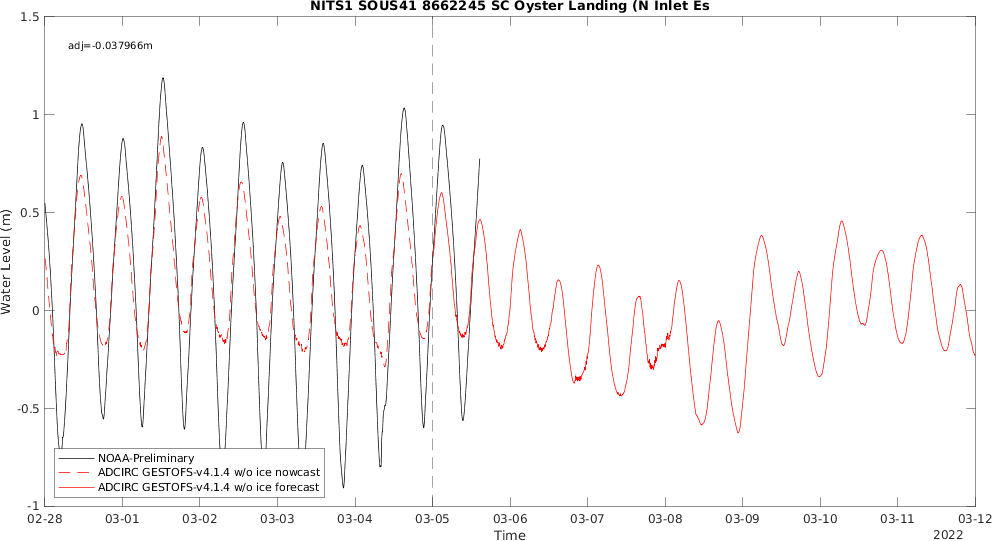 NITS1 SOUS41 8662245 SC Oyster Landing (N Inlet Es
adj=-0.037966m
1.5
1
0.5
0
-0.5
-1
Water Level (m)
NOAA-Preliminary
ADCIRC GESTOFS-v4.1.4 w/o ice nowcast
ADCIRC GESTOFS-v4.1.4 w/o ice forecast
02-28 03-01 03-02 03-03 03-04 03-05 03-06 03-07 03-08 03-09 03-10 03-11 03-12
Time
2022